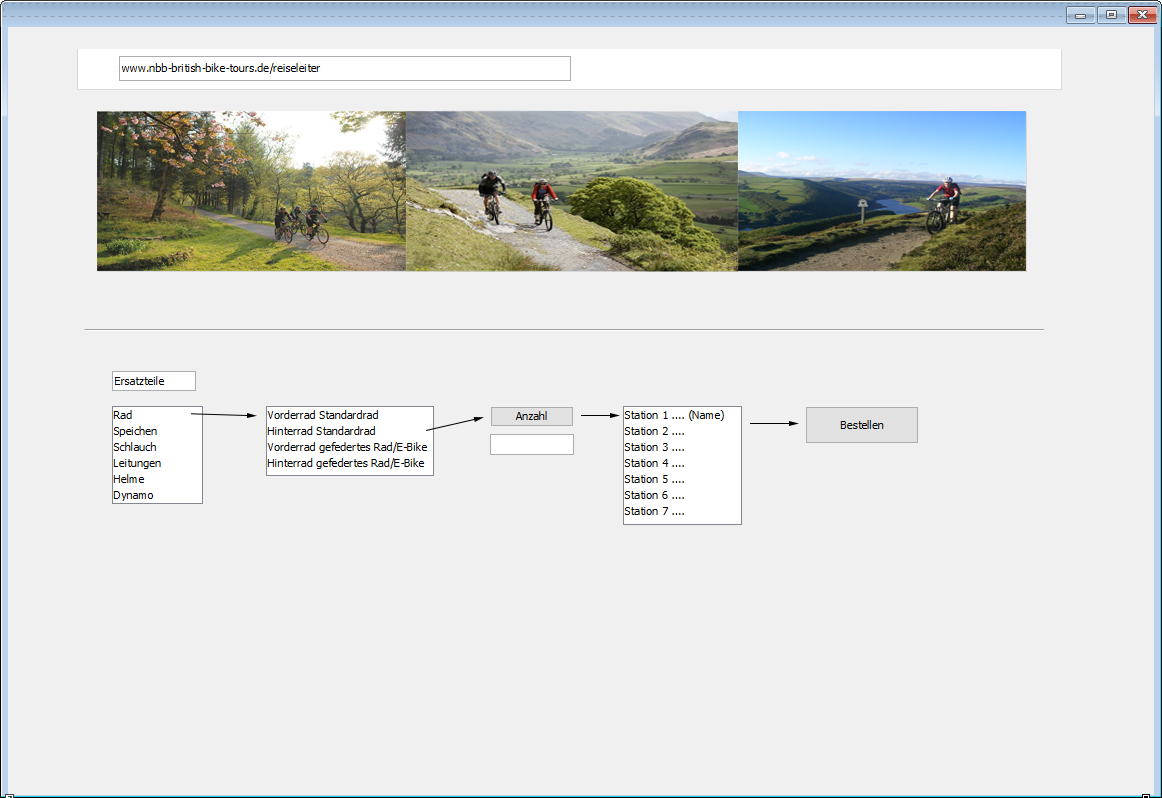 www.nbb-british-bike-tours.de/reiseleiter
Ersatzteile
Rad
Speichen
Schlauch
Leitungen
Helme
Dynamo
Vorderrad Standardrad
Hinterrad Standardrad
Vorderrad gefedertes Rad/E-Bike
Hinterrad gefedertes Rad/E-Bike
Anzahl
Station 1 .... (Name)
Station 2 ....
Station 3 ....
Station 4 ....
Station 5 ....
Station 6 ....
Station 7 ....
Bestellen